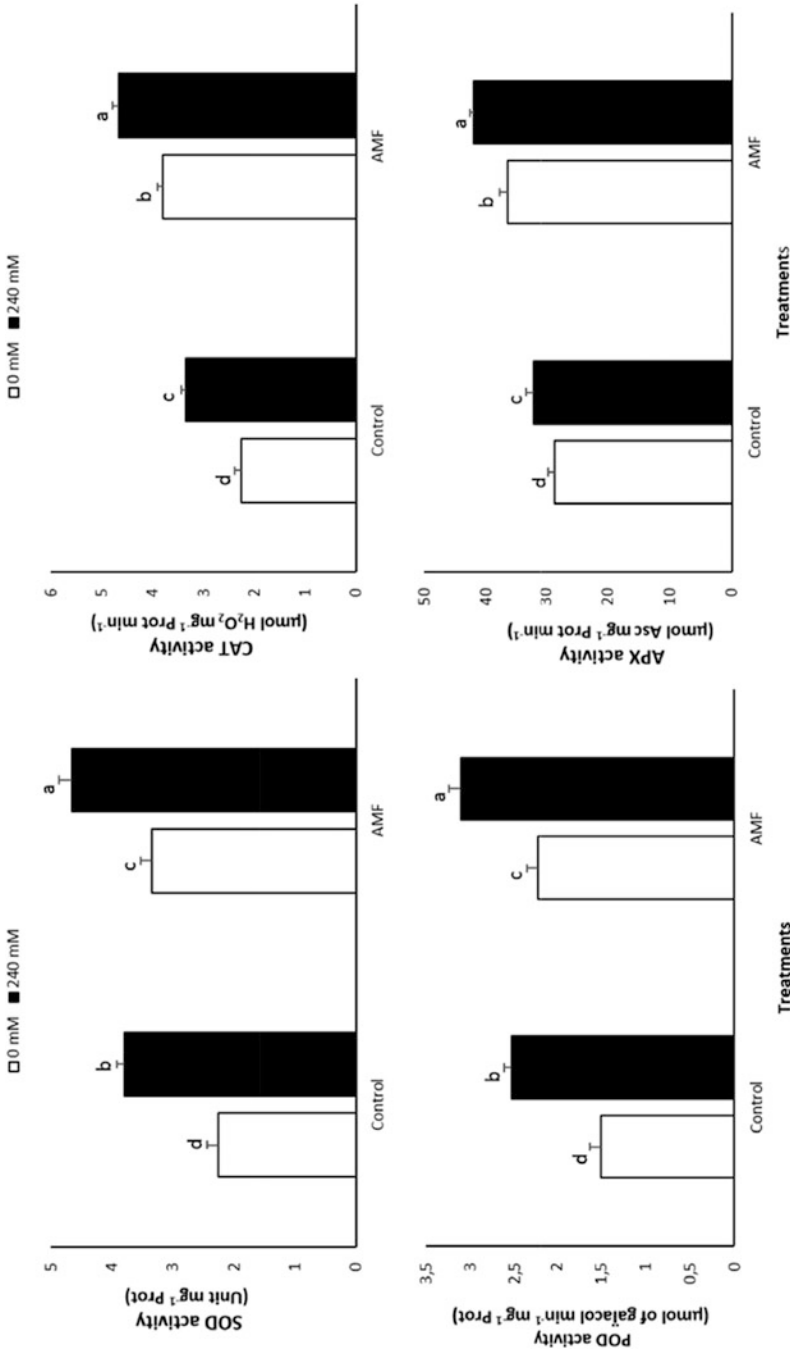 □ 0 mM ■ 240 mM
SOD activity
(Unit mg⁻¹ Prot)
5
4
3
2
1
0
d
b
c
a
Control
AMF
□ 0 mM ■ 240 mM
CAT activity
(µmol H₂O₂ mg⁻¹ Prot min⁻¹)
6
5
4
3
2
1
0
d
c
b
a
Control
AMF
POD activity
(µmol of gaïacol min⁻¹ mg⁻¹ Prot)
3,5
3
2,5
2
1,5
1
0,5
0
d
b
c
a
Control
AMF
Treatments
APX activity
(µmol Asc mg⁻¹ Prot min⁻¹)
50
40
30
20
10
0
d
c
b
a
Control
AMF
Treatments